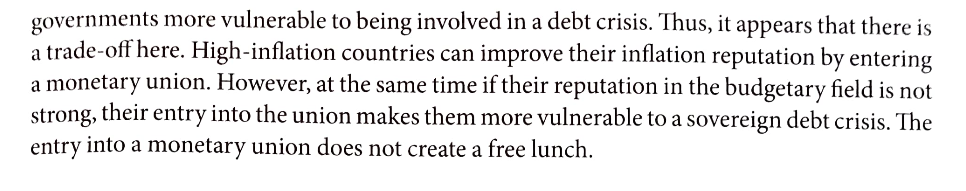 governments more vulnerable to being involved in a debt crisis. Thus, it appears that there is
a trade-off here. High-inflation countries can improve their inflation reputation by entering
a monetary union. However, at the same time if their reputation in the budgetary field is not
strong, their entry into the union makes them more vulnerable to a sovereign debt crisis. The
entry into a monetary union does not create a free lunch.